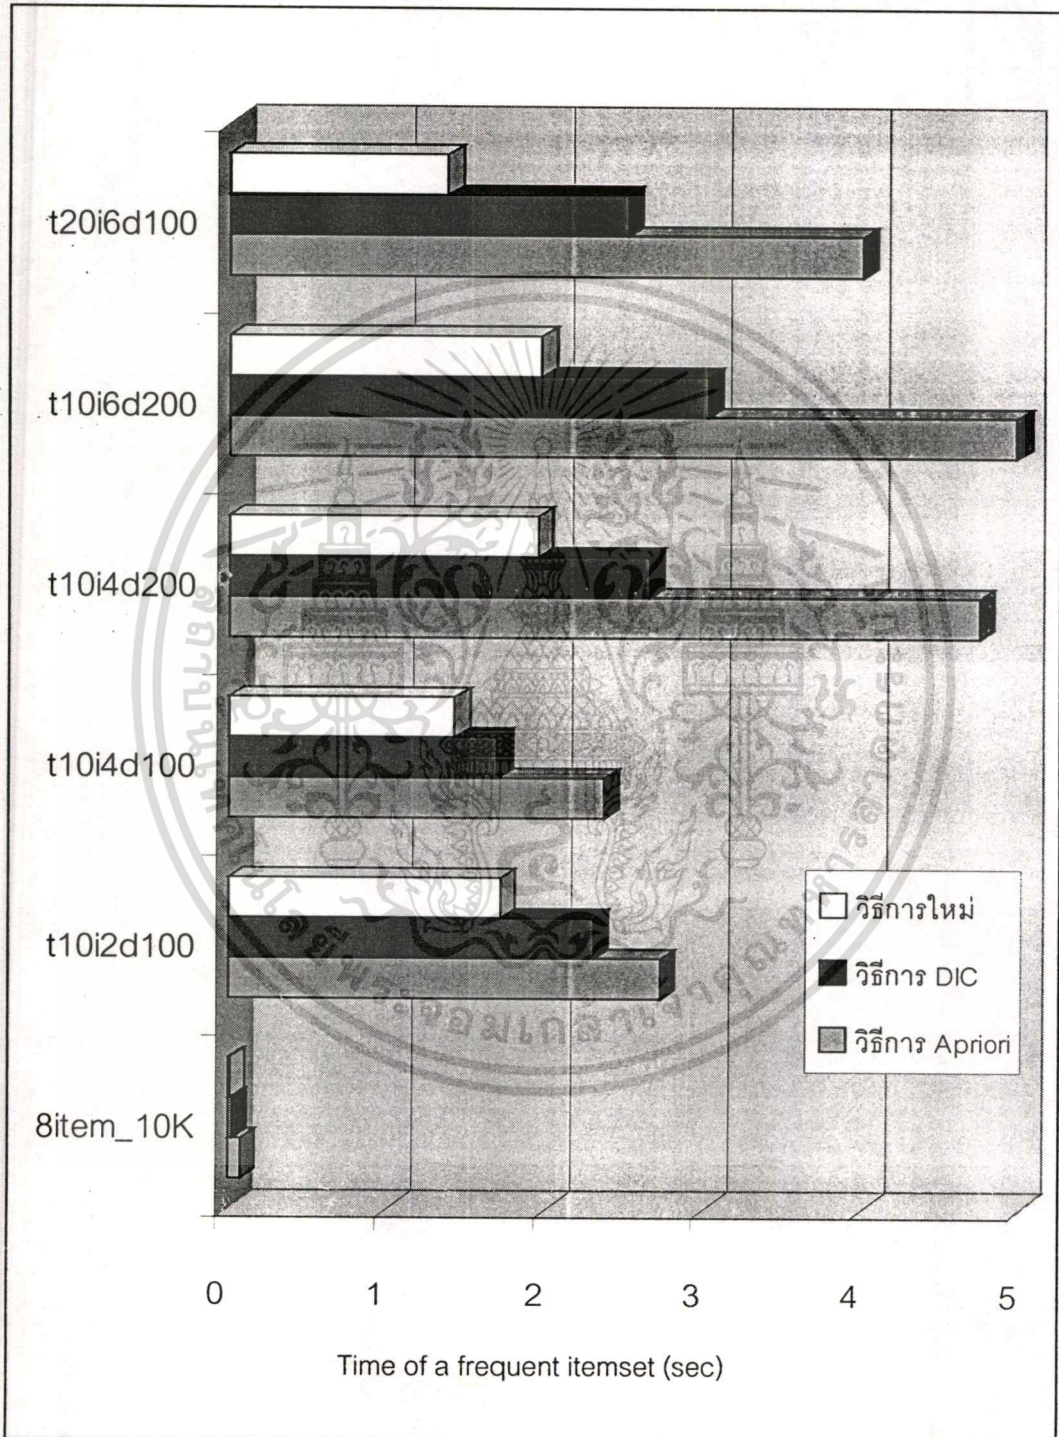 t20i6d100
t10i6d200
t10i4d200
t10i4d100
t10i2d100
8item_10K
วิธีการใหม่
วิธีการ DIC
วิธีการ Apriori
0 1 2 3 4 5
Time of a frequent itemset (sec)